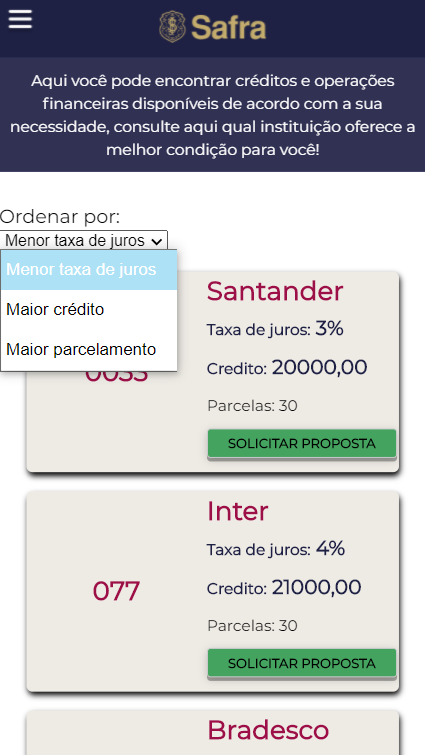 Safra
Aqui você pode encontrar créditos e operações
financeiras disponíveis de acordo com a sua
necessidade, consulte aqui qual instituição oferece a
melhor condição para você!
Ordenar por:
Menor taxa de juros
Menor taxa de juros
Maior crédito
Maior parcelamento
0033
Santander
Taxa de juros: 3%
Credito: 20000,00
Parcelas: 30
SOLICITAR PROPOSTA
077
Inter
Taxa de juros: 4%
Credito: 21000,00
Parcelas: 30
SOLICITAR PROPOSTA
Bradesco